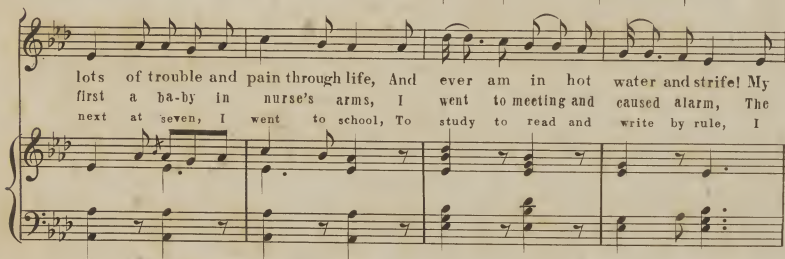 lots of trouble and pain through life, And ever am in hot water and strife! My
first a ba-by in nurse's arms, I went to meeting and caused alarm, The
next at seven, I went to school, To study to read and write by rule, I